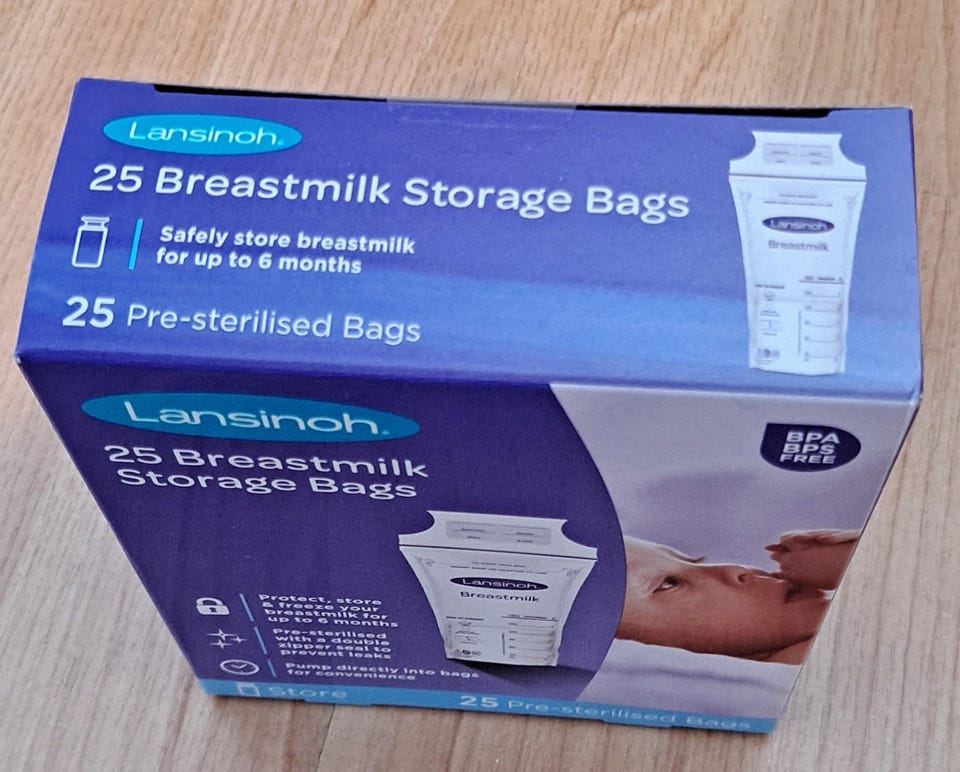 Lansinoh
25 Breastmilk Storage Bags
Safely store breastmilk
for up to 6 months
25 Pre-sterilised Bags
Lansinoh
Breastmilk
Lansinoh
25 Breastmilk
Storage Bags
BPA
BPS
FREE
Lansinoh
Breastmilk
Protect, store
& freeze your
breastmilk for
up to 6 months
Pre-sterilised
with a double
zipper seal to
prevent leaks
Pump directly into bags
for convenience
Store
25 Pre-sterilised Bags